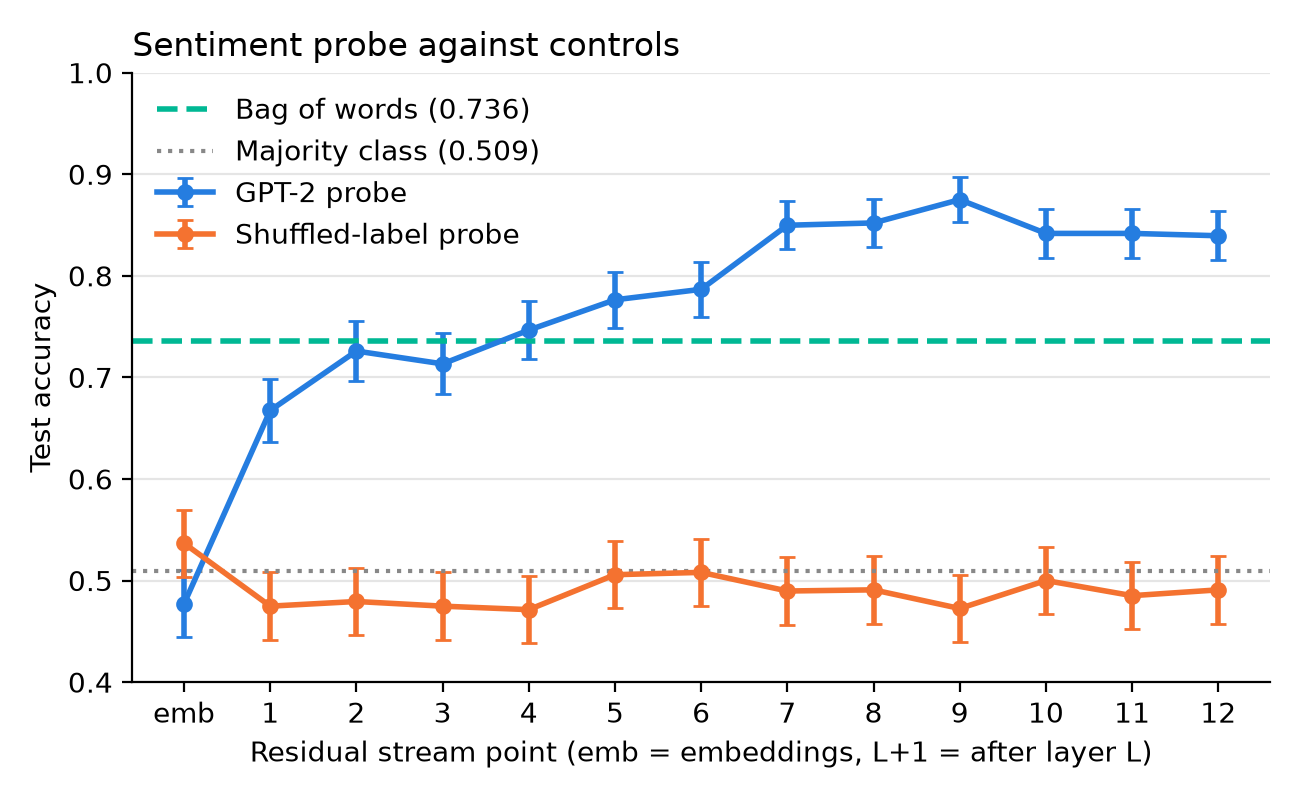 Sentiment probe against controls
1.0
0.9
0.8
0.7
0.6
0.5
0.4
Test accuracy
Bag of words (0.736)
Majority class (0.509)
GPT-2 probe
Shuffled-label probe
emb 1 2 3 4 5 6 7 8 9 10 11 12
Residual stream point (emb = embeddings, L+1 = after layer L)